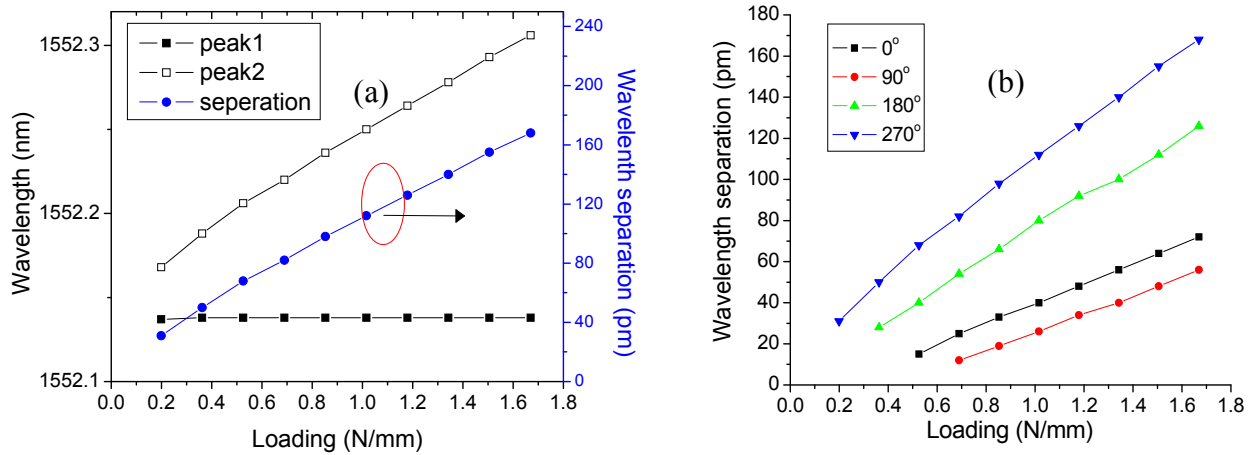 1552.3
1552.2
1552.1
Wavelength (nm)
peak1
peak2
seperation
(a)
240
200
160
120
80
40
0
Wavelenth separation (pm)
0.0 0.2 0.4 0.6 0.8 1.0 1.2 1.4 1.6 1.8
Loading (N/mm)
180
160
140
120
100
80
60
40
20
0
Wavelength separation (pm)
0°
90°
180°
270°
(b)
0.0 0.2 0.4 0.6 0.8 1.0 1.2 1.4 1.6 1.8
Loading (N/mm)